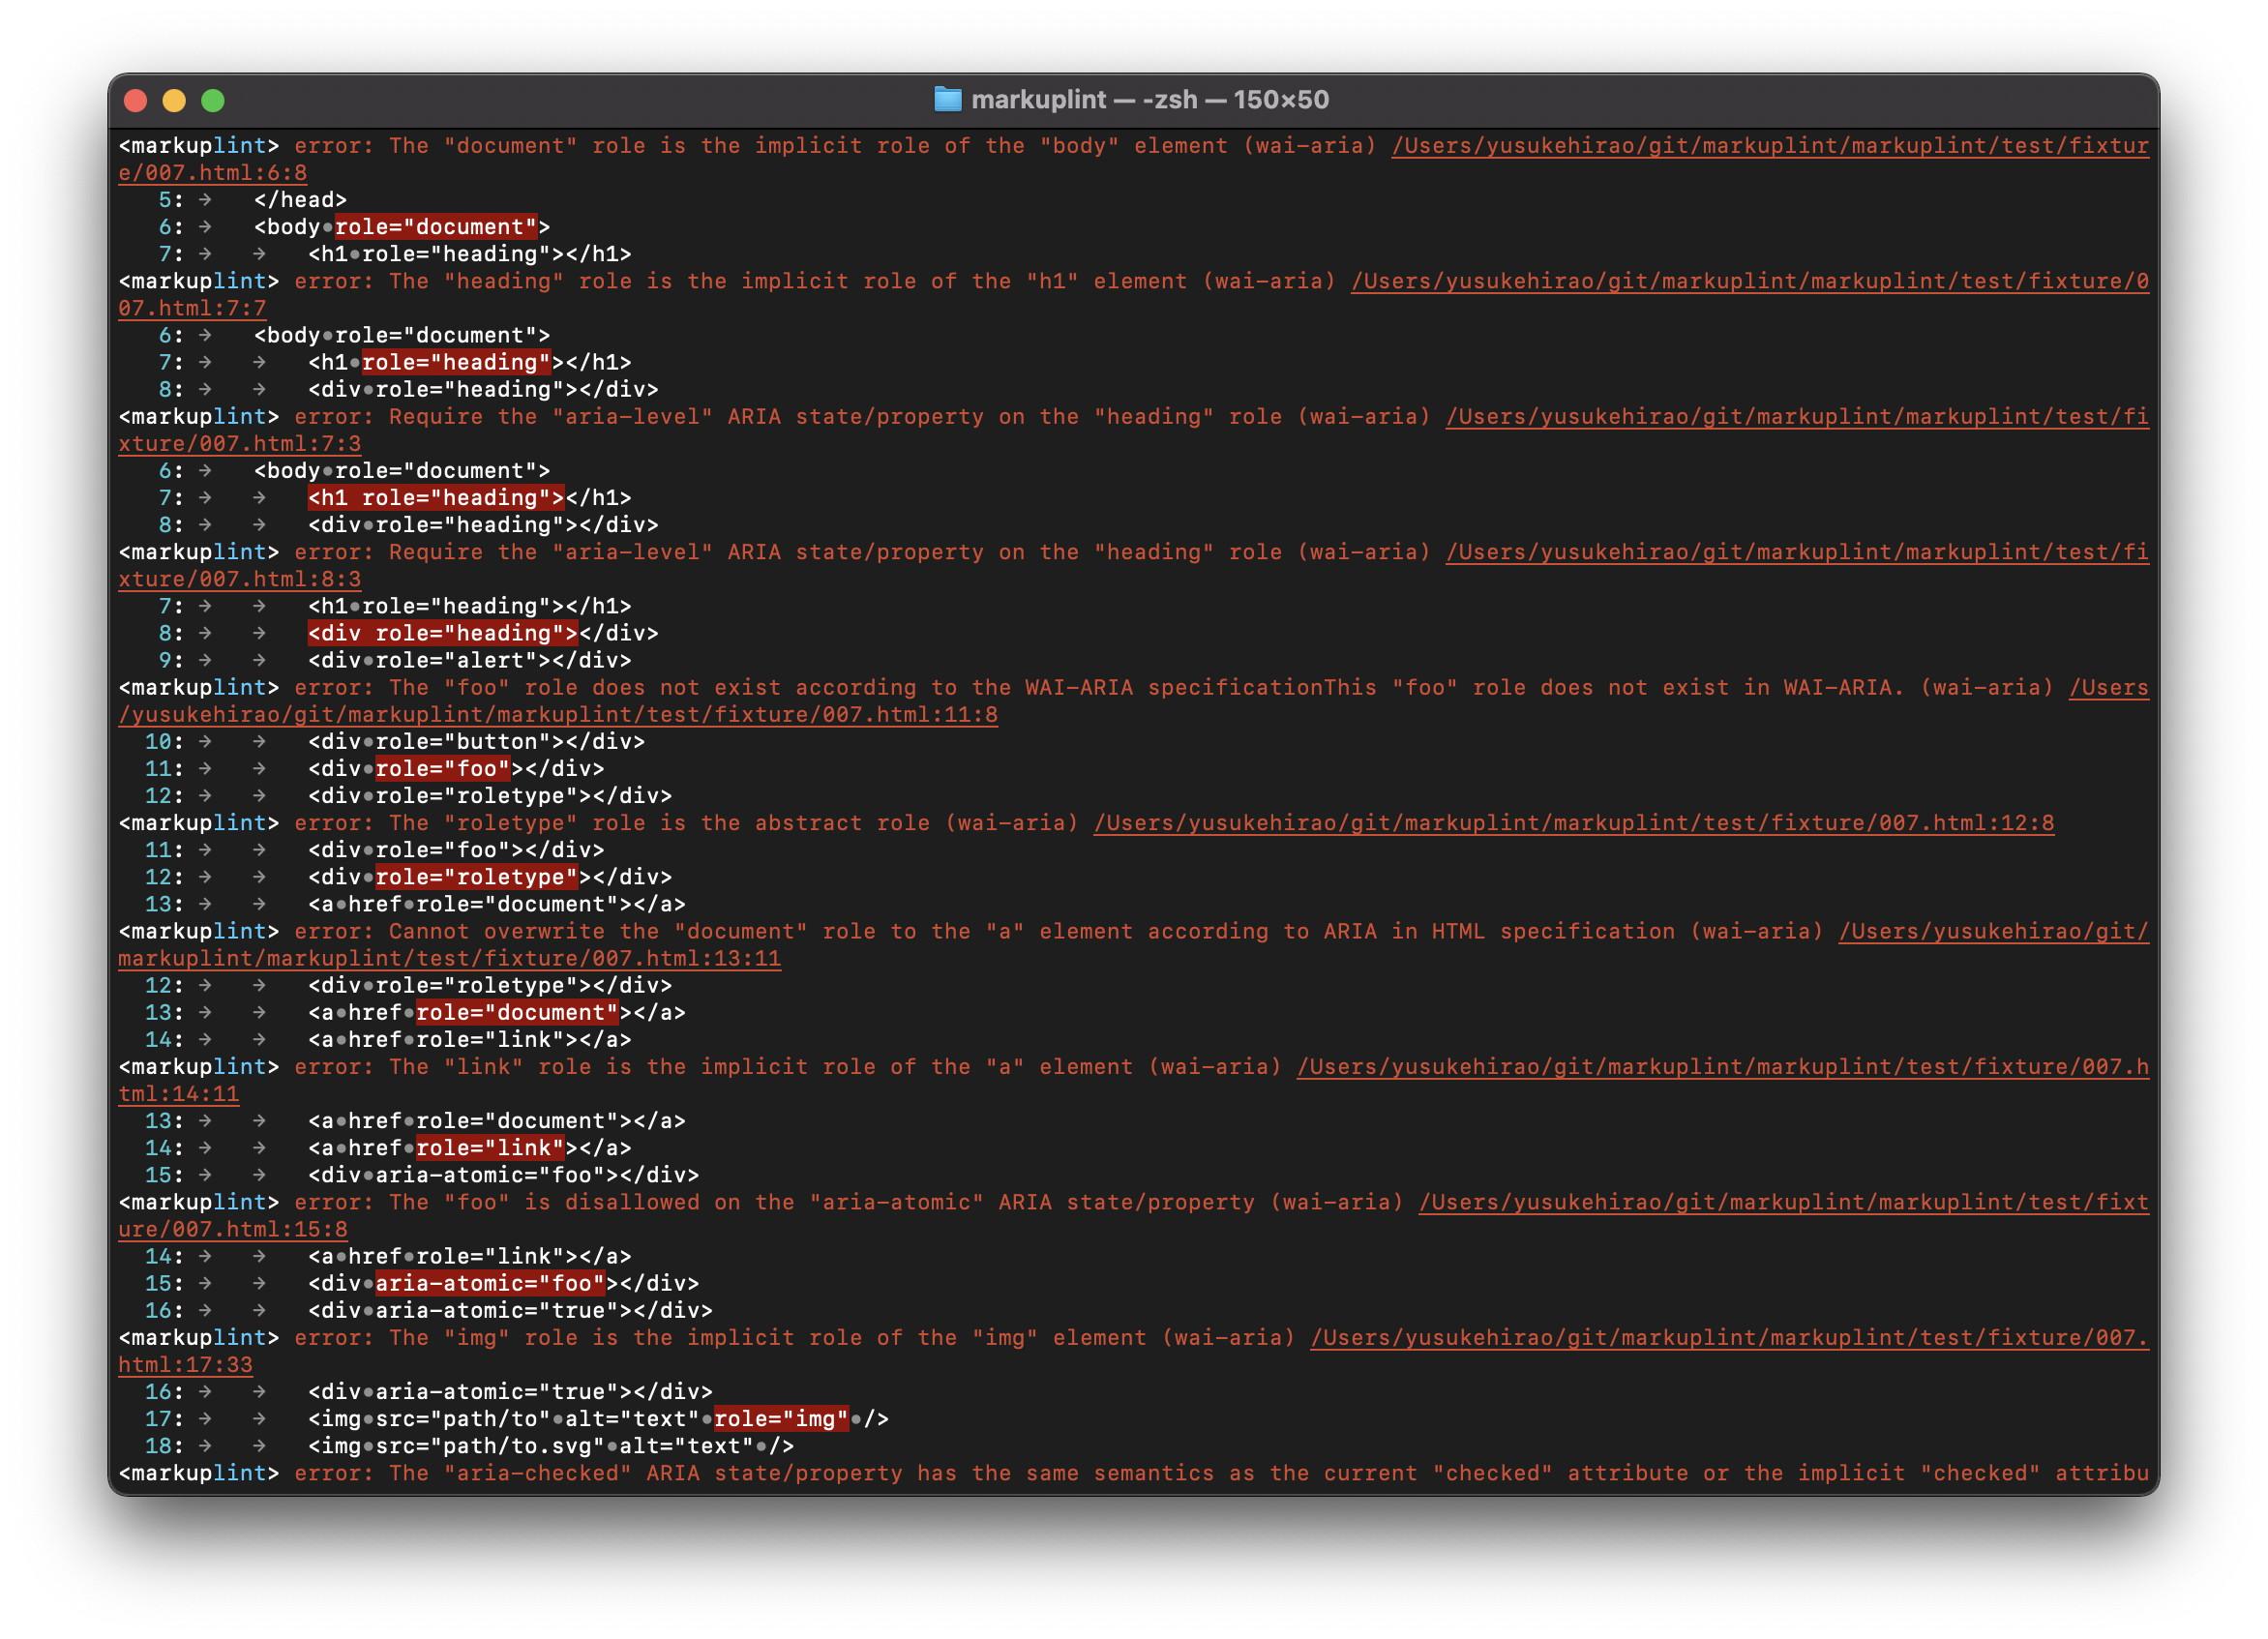 markuplint — -zsh — 150×50
<markuplint> error: The "document" role is the implicit role of the "body" element (wai-aria) /Users/yusukehirao/git/markuplint/markuplint/test/fixtur
e/007.html:6:8
5: →   </head>
6: →   <body•role="document">
7: →   →   <h1•role="heading"></h1>
<markuplint> error: The "heading" role is the implicit role of the "h1" element (wai-aria) /Users/yusukehirao/git/markuplint/markuplint/test/fixture/0
07.html:7:7
6: →   <body•role="document">
7: →   →   <h1•role="heading"></h1>
8: →   →   <div•role="heading"></div>
<markuplint> error: Require the "aria-level" ARIA state/property on the "heading" role (wai-aria) /Users/yusukehirao/git/markuplint/markuplint/test/fi
xture/007.html:7:3
6: →   <body•role="document">
7: →   →   <h1 role="heading"></h1>
8: →   →   <div•role="heading"></div>
<markuplint> error: Require the "aria-level" ARIA state/property on the "heading" role (wai-aria) /Users/yusukehirao/git/markuplint/markuplint/test/fi
xture/007.html:8:3
7: →   →   <h1•role="heading"></h1>
8: →   →   <div role="heading"></div>
9: →   →   <div•role="alert"></div>
<markuplint> error: The "foo" role does not exist according to the WAI-ARIA specificationThis "foo" role does not exist in WAI-ARIA. (wai-aria) /Users
/yusukehirao/git/markuplint/markuplint/test/fixture/007.html:11:8
10: →   →   <div•role="button"></div>
11: →   →   <div•role="foo"></div>
12: →   →   <div•role="roletype"></div>
<markuplint> error: The "roletype" role is the abstract role (wai-aria) /Users/yusukehirao/git/markuplint/markuplint/test/fixture/007.html:12:8
11: →   →   <div•role="foo"></div>
12: →   →   <div•role="roletype"></div>
13: →   →   <a•href•role="document"></a>
<markuplint> error: Cannot overwrite the "document" role to the "a" element according to ARIA in HTML specification (wai-aria) /Users/yusukehirao/git/
markuplint/markuplint/test/fixture/007.html:13:11
12: →   →   <div•role="roletype"></div>
13: →   →   <a•href•role="document"></a>
14: →   →   <a•href•role="link"></a>
<markuplint> error: The "link" role is the implicit role of the "a" element (wai-aria) /Users/yusukehirao/git/markuplint/markuplint/test/fixture/007.h
tml:14:11
13: →   →   <a•href•role="document"></a>
14: →   →   <a•href•role="link"></a>
15: →   →   <div•aria-atomic="foo"></div>
<markuplint> error: The "foo" is disallowed on the "aria-atomic" ARIA state/property (wai-aria) /Users/yusukehirao/git/markuplint/markuplint/test/fixt
ure/007.html:15:8
14: →   →   <a•href•role="link"></a>
15: →   →   <div•aria-atomic="foo"></div>
16: →   →   <div•aria-atomic="true"></div>
<markuplint> error: The "img" role is the implicit role of the "img" element (wai-aria) /Users/yusukehirao/git/markuplint/markuplint/test/fixture/007.
html:17:33
16: →   →   <div•aria-atomic="true"></div>
17: →   →   <img•src="path/to"•alt="text"•role="img"•/>
18: →   →   <img•src="path/to.svg"•alt="text"•/>
<markuplint> error: The "aria-checked" ARIA state/property has the same semantics as the current "checked" attribute or the implicit "checked" attribu